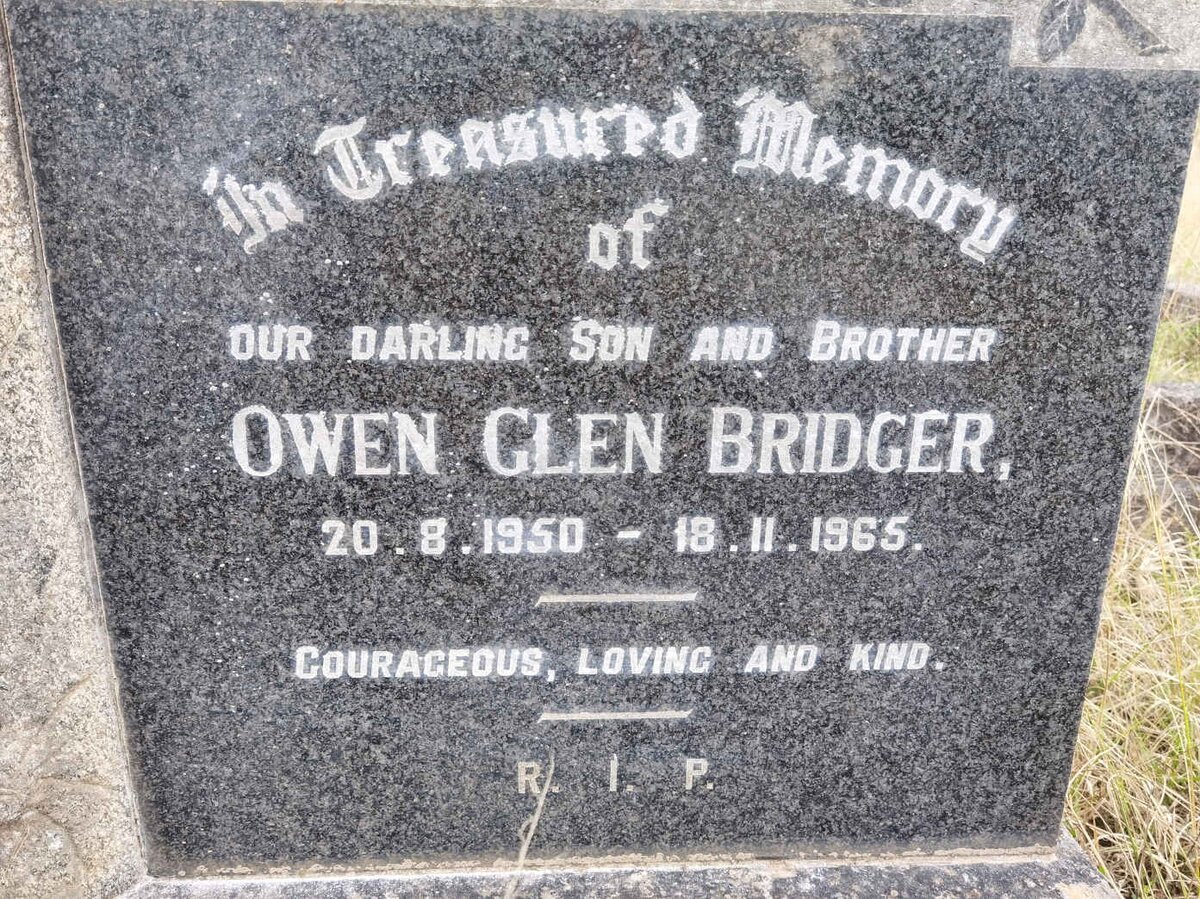 In Treasured Memory
of
OUR DARLING SON AND BROTHER
OWEN GLEN BRIDGER,
20.8.1950 - 18.11.1965.
COURAGEOUS, LOVING AND KIND.
R. I. P.